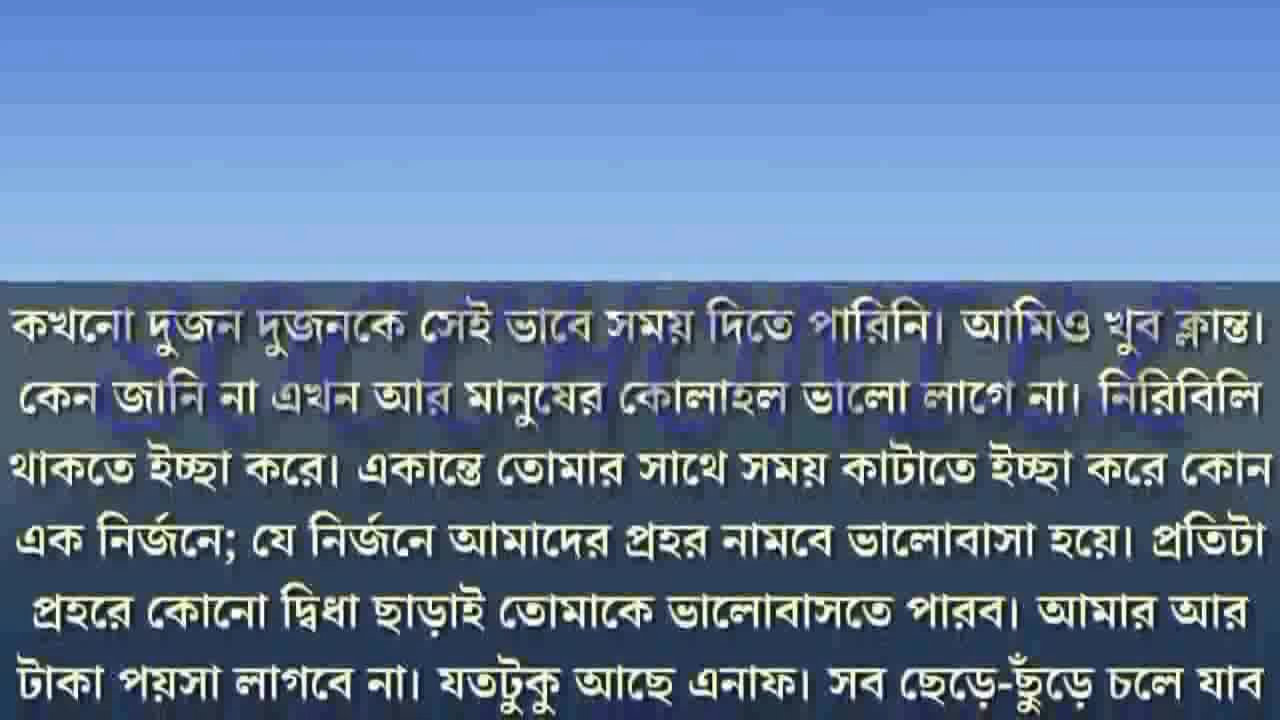 কখনো দুজন দুজনকে সেই ভাবে সময় দিতে পারিনি। আমিও খুব ক্লান্ত।
কেন জানি না এখন আর মানুষের কোলাহল ভালো লাগে না। নিরিবিলি
থাকতে ইচ্ছা করে। একান্তে তোমার সাথে সময় কাটাতে ইচ্ছা করে কোন
এক নির্জনে; যে নির্জনে আমাদের প্রহর নামবে ভালোবাসা হয়ে। প্রতিটা
প্রহরে কোনো দ্বিধা ছাড়াই তোমাকে ভালোবাসতে পারব। আমার আর
টাকা পয়সা লাগবে না। যতটুকু আছে এনাফ। সব ছেড়ে-ছুঁড়ে চলে যাব